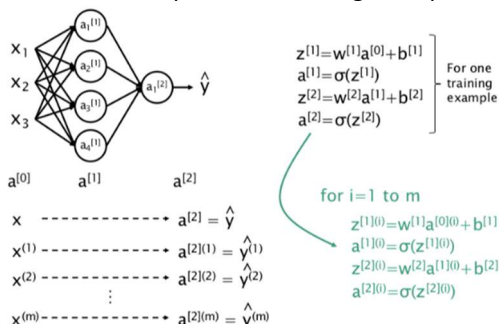 x₁
x₂
x₃
a₁[1]
a₂[1]
a₃[1]
a₄[1]
a₁[2]
ŷ
z[1]=w[1]a[0]+b[1]
a[1]=σ(z[1])
z[2]=w[2]a[1]+b[2]
a[2]=σ(z[2])
For one
training
example
a[0] a[1] a[2]
x a[2] = ŷ
x(1) a[2](1) = ŷ(1)
x(2) a[2](2) = ŷ(2)
⋮
x(m) a[2](m) = ŷ(m)
for i=1 to m
z[1](i)=w[1]a[0](i)+b[1]
a[1](i)=σ(z[1](i))
z[2](i)=w[2]a[1](i)+b[2]
a[2](i)=σ(z[2](i))